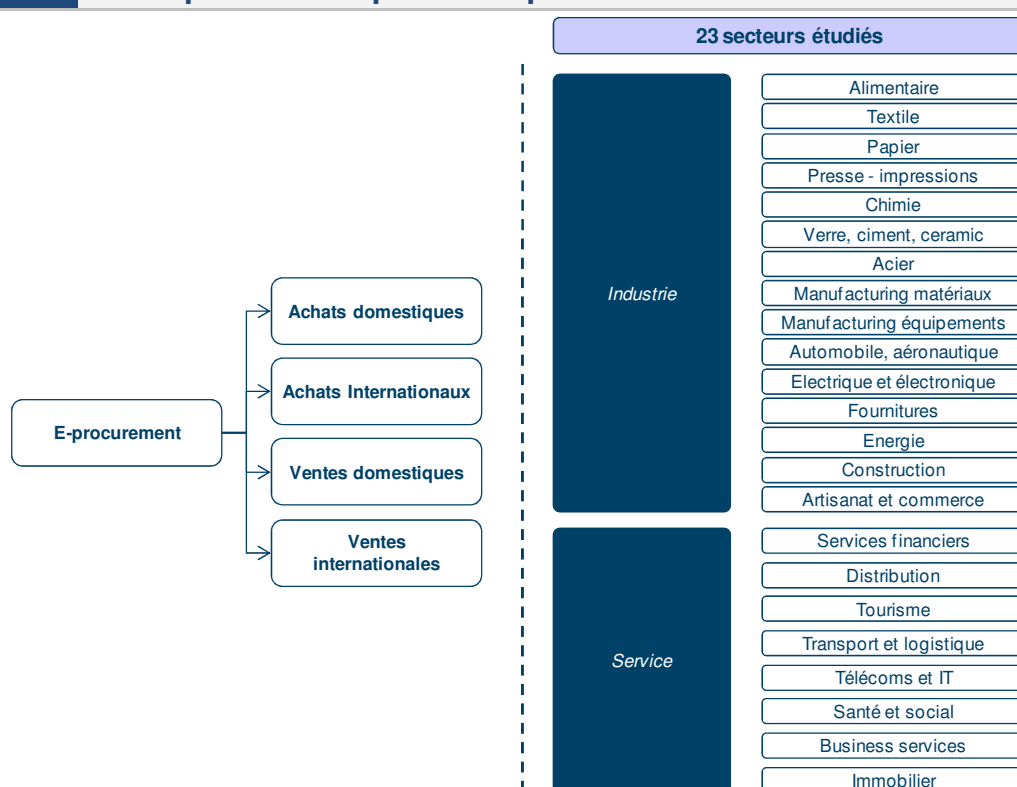 23 secteurs étudiés
E-procurement
Achats domestiques
Achats Internationaux
Ventes domestiques
Ventes
internationales
Industrie
Alimentaire
Textile
Papier
Presse - impressions
Chimie
Verre, ciment, ceramic
Acier
Manufacturing matériaux
Manufacturing équipements
Automobile, aéronautique
Electrique et électronique
Fournitures
Energie
Construction
Artisanat et commerce
Service
Services financiers
Distribution
Tourisme
Transport et logistique
Télécoms et IT
Santé et social
Business services
Immobilier